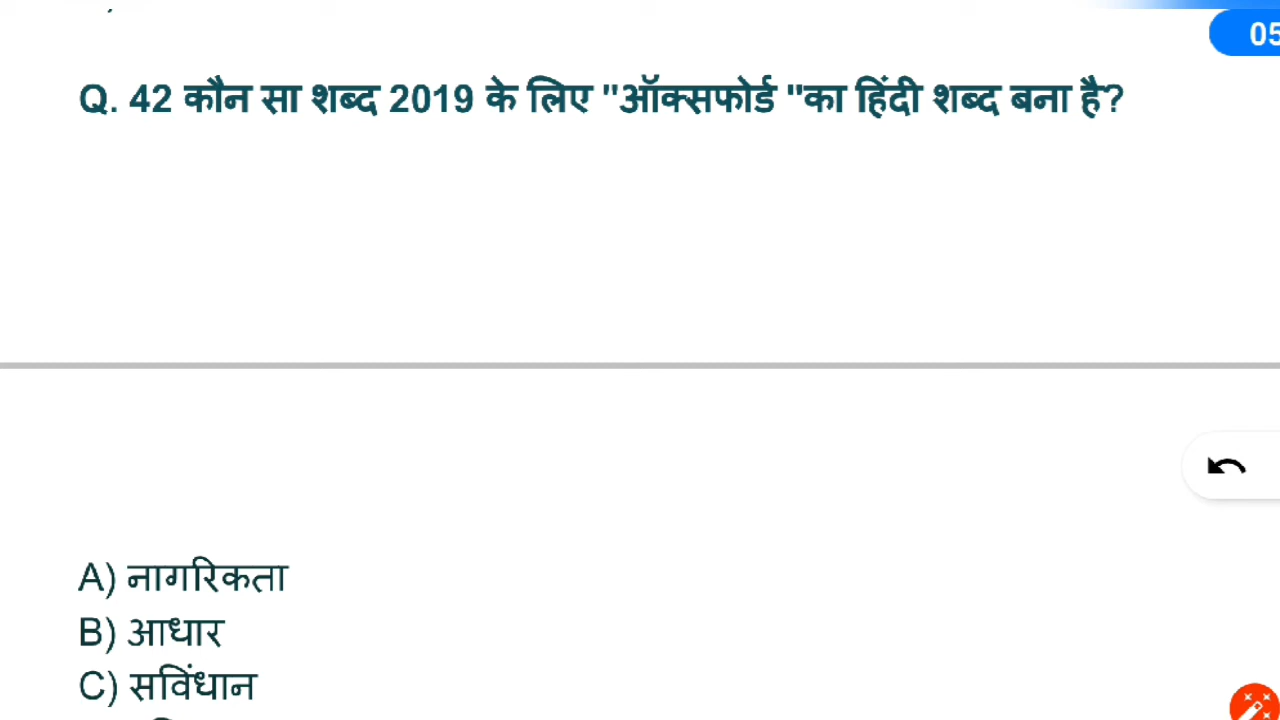 05
Q. 42 कौन सा शब्द 2019 के लिए "ऑक्सफोर्ड "का हिंदी शब्द बना है?
A) नागरिकता
B) आधार
C) सविंधान